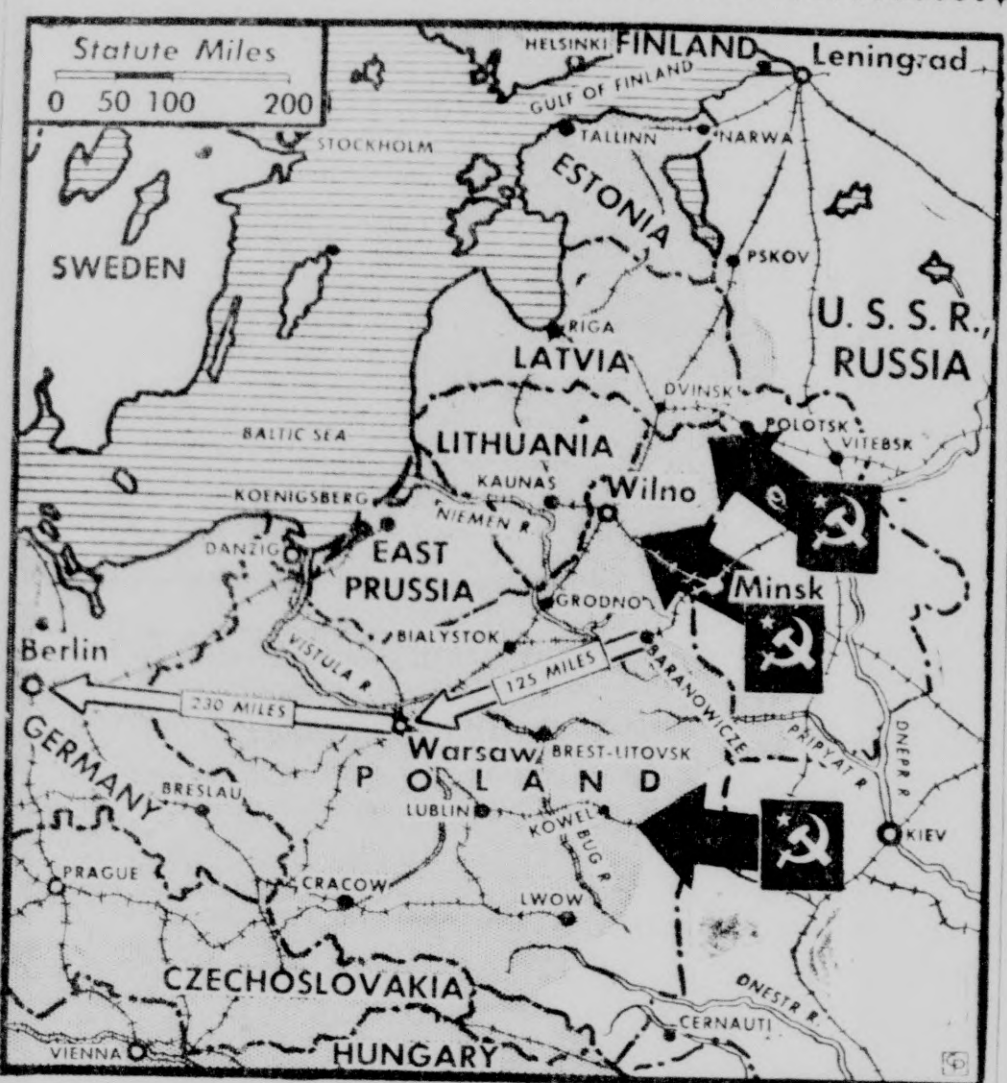 Statute Miles
0 50 100 200
HELSINKI
FINLAND
Leningrad
GULF OF FINLAND
STOCKHOLM
TALLINN
NARWA
ESTONIA
SWEDEN
PSKOV
U. S. S. R.,
RUSSIA
RIGA
LATVIA
DVINSK
POLOTSK
VITEBSK
BALTIC SEA
LITHUANIA
KAUNAS
Wilno
KOENIGSBERG
NIEMEN R.
DANZIG
EAST
PRUSSIA
Minsk
GRODNO
BIALYSTOK
VISTULA R.
Berlin
125 MILES
BARANOWICZE
230 MILES
Warsaw
BREST-LITOVSK
PRIPYAT R.
DNEPR R.
GERMANY
POLAND
BRESLAU
LUBLIN
KOWEL
BUG R.
KIEV
PRAGUE
CRACOW
LWOW
CZECHOSLOVAKIA
DNESTR R.
CERNAUTI
VIENNA
HUNGARY